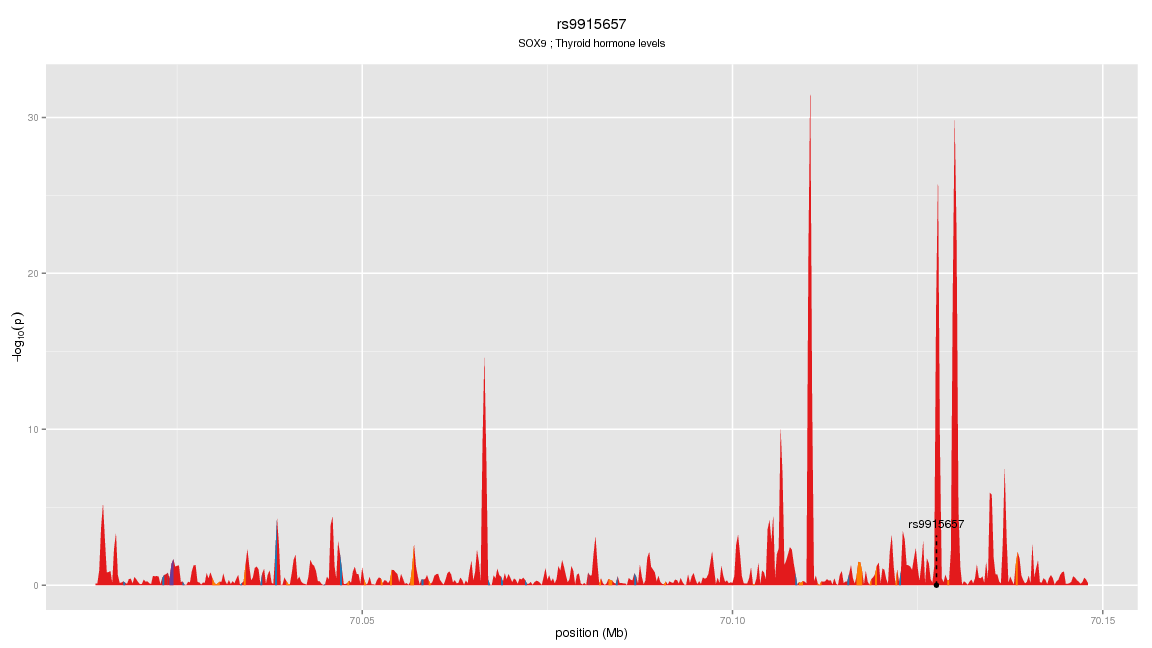 rs9915657
SOX9 ; Thyroid hormone levels
30
20
10
0
−log10(p)
rs9915657
70.05
70.10
70.15
position (Mb)